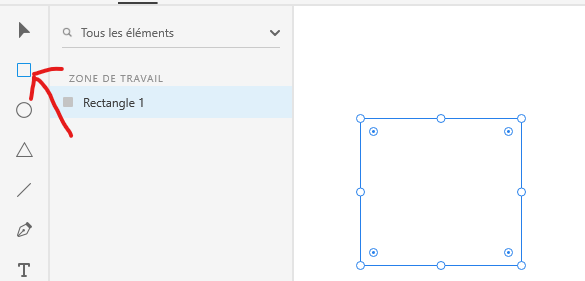 Tous les éléments
ZONE DE TRAVAIL
Rectangle 1
T